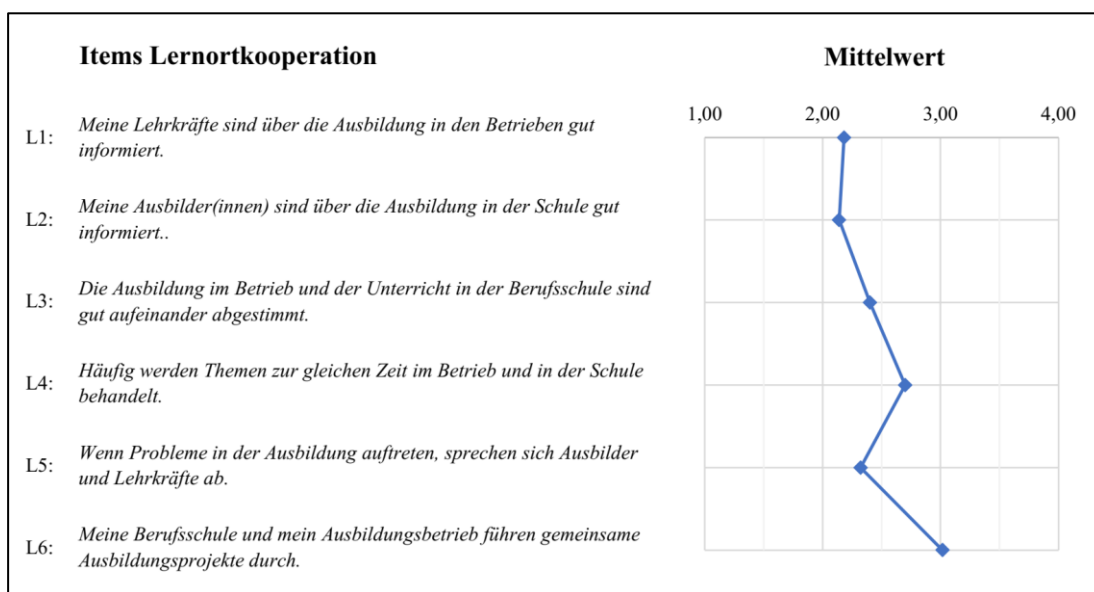 Items Lernortkooperation
Mittelwert
1,00 2,00 3,00 4,00
L1: Meine Lehrkräfte sind über die Ausbildung in den Betrieben gut
informiert.
L2: Meine Ausbilder(innen) sind über die Ausbildung in der Schule gut
informiert..
L3: Die Ausbildung im Betrieb und der Unterricht in der Berufsschule sind
gut aufeinander abgestimmt.
L4: Häufig werden Themen zur gleichen Zeit im Betrieb und in der Schule
behandelt.
L5: Wenn Probleme in der Ausbildung auftreten, sprechen sich Ausbilder
und Lehrkräfte ab.
L6: Meine Berufsschule und mein Ausbildungsbetrieb führen gemeinsame
Ausbildungsprojekte durch.